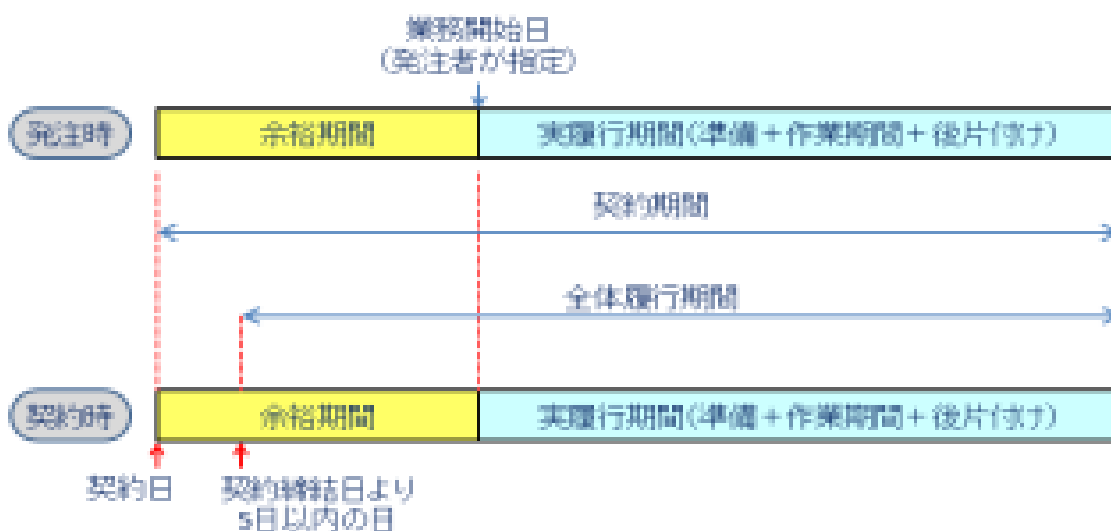 業務開始日
(発注者が指定)
発注時
余裕期間
実履行期間(準備+作業期間+後片付け)
契約期間
全体履行期間
契約時
余裕期間
実履行期間(準備+作業期間+後片付け)
契約日
契約締結日より
5日以内の日